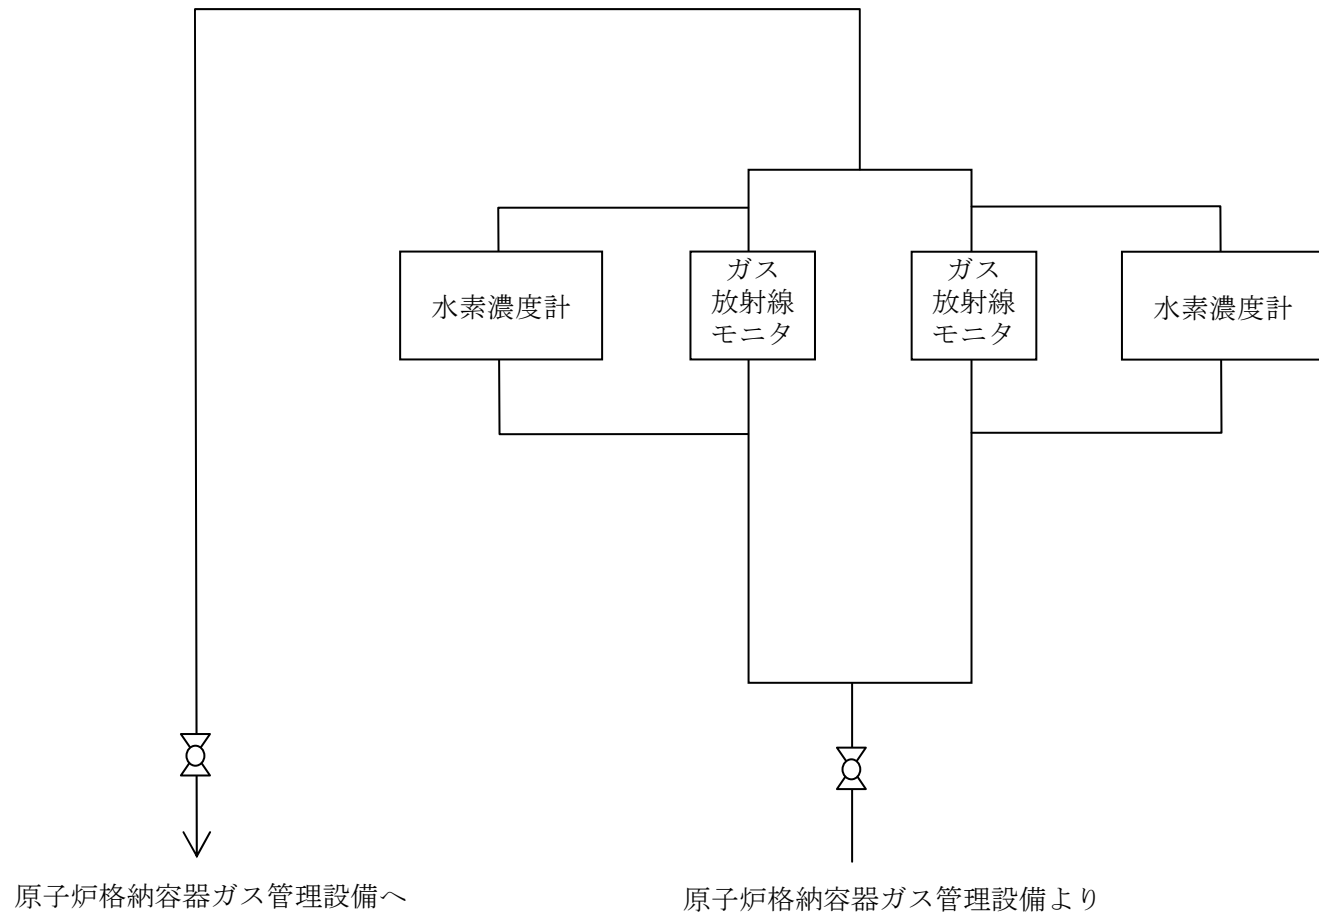 水素濃度計
ガス
放射線
モニタ
ガス
放射線
モニタ
水素濃度計
原子炉格納容器ガス管理設備へ
原子炉格納容器ガス管理設備より